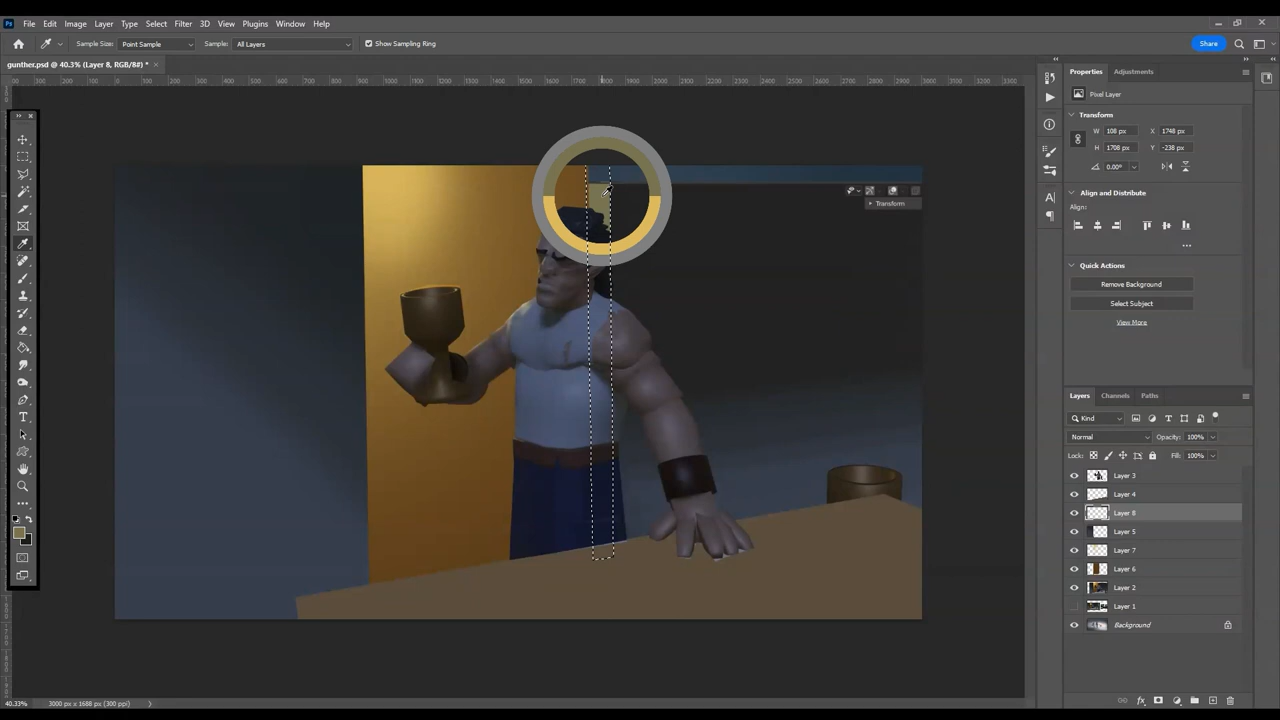 Ps File Edit Image Layer Type Select Filter 3D View Plugins Window Help
Sample Size: Point Sample Sample: All Layers Show Sampling Ring Share
gunther.psd @ 40.3% (Layer 8, RGB/8#) *
Properties Adjustments
Pixel Layer
Transform
W 108 px X 1748 px
H 1708 px Y -238 px
0.00°
Align and Distribute
Align:
Quick Actions
Remove Background
Select Subject
View More
Transform
Layers Channels Paths
Kind
Normal Opacity: 100%
Lock: Fill: 100%
Layer 3
Layer 4
Layer 8
Layer 5
Layer 7
Layer 6
Layer 2
Layer 1
Background
40.33% 3000 px x 1688 px (300 ppi)